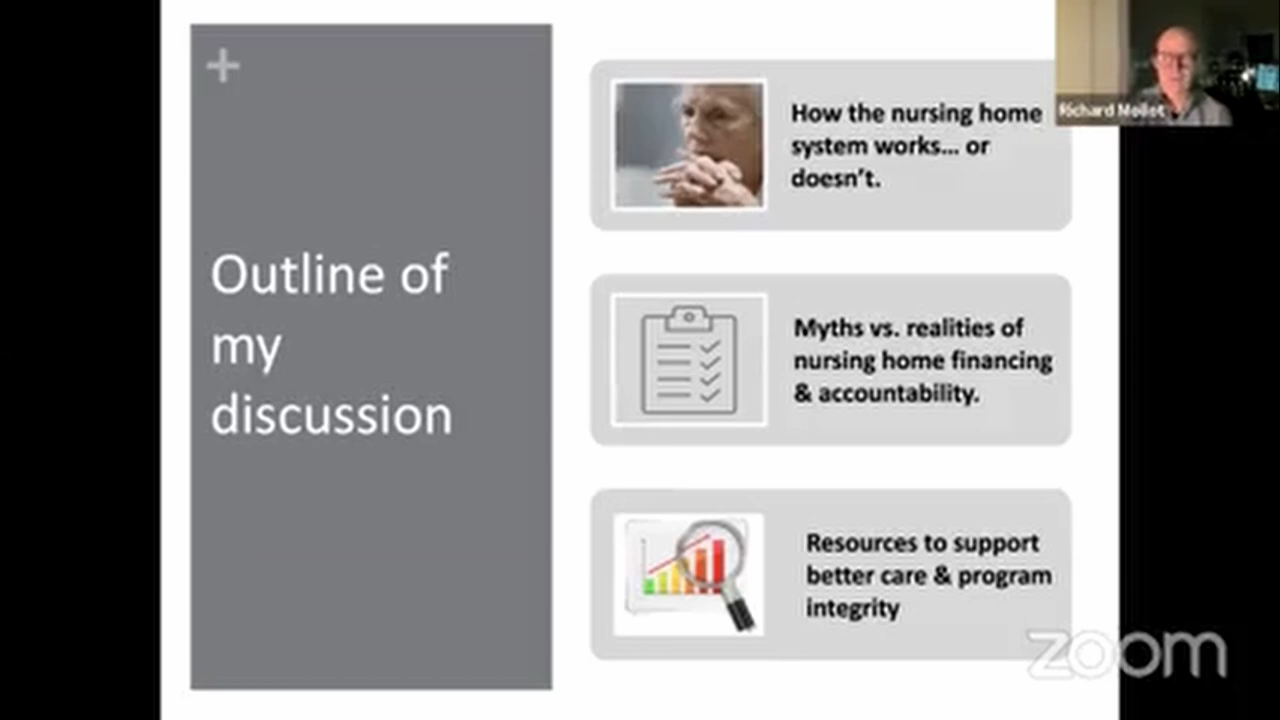 +
Outline of
my
discussion
How the nursing home
system works... or
doesn't.
Myths vs. realities of
nursing home financing
& accountability.
Resources to support
better care & program
integrity
Richard Mollot
zoom